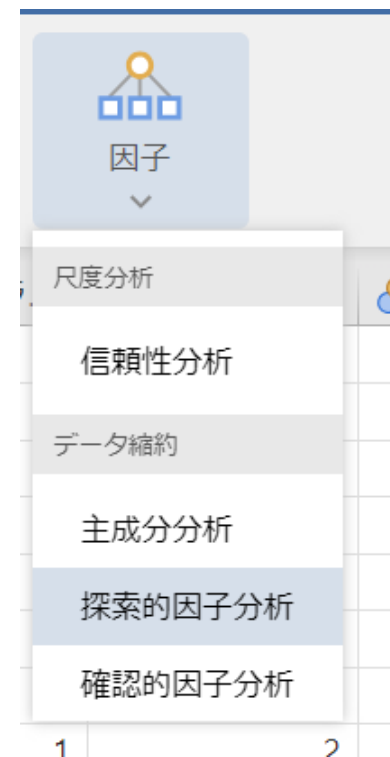 因子
尺度分析
信頼性分析
データ縮約
主成分分析
探索的因子分析
確認的因子分析
1 2